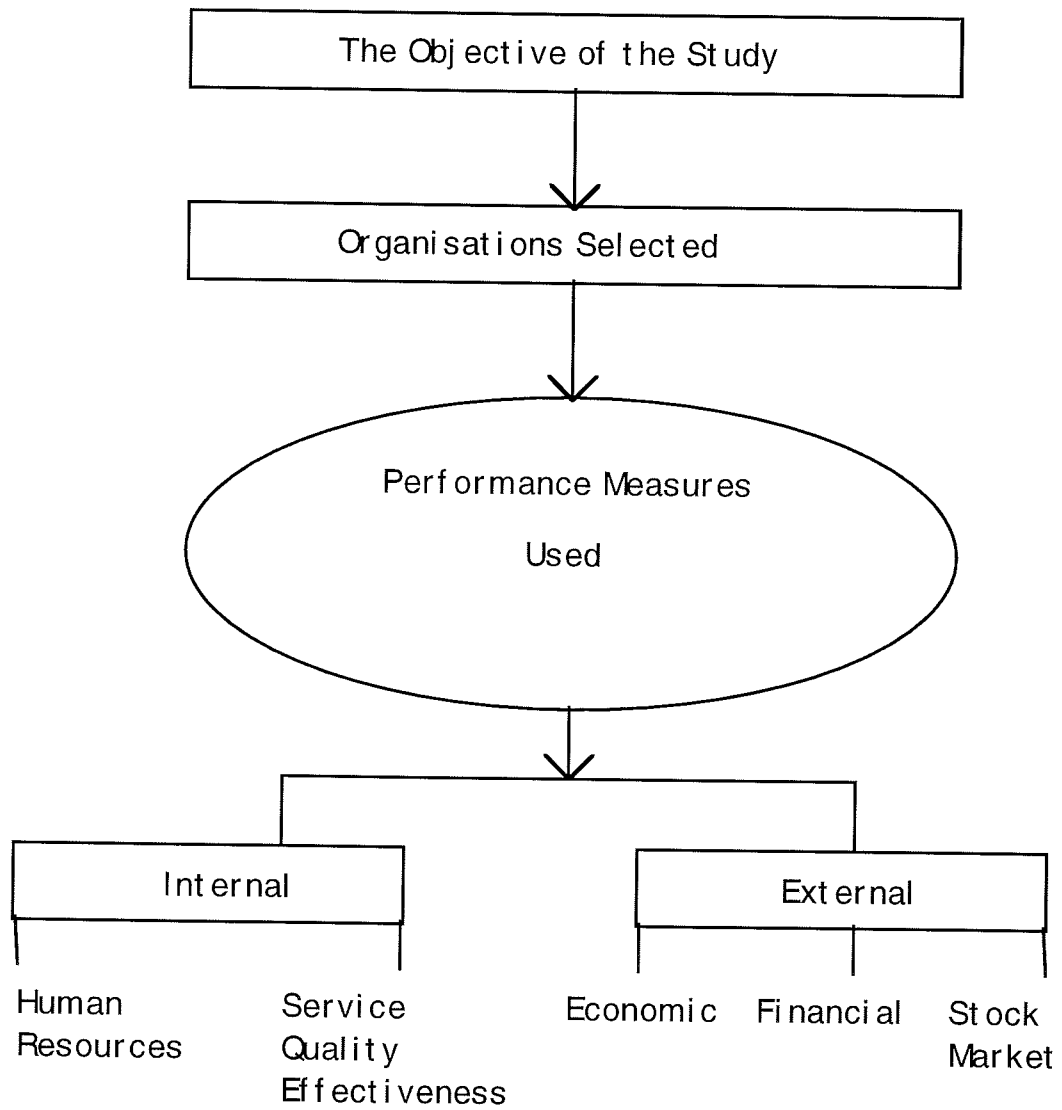 The Objective of the Study
Organisations Selected
Performance Measures
Used
Internal
External
Human
Resources
Service
Quality
Effectiveness
Economic
Financial
Stock
Market